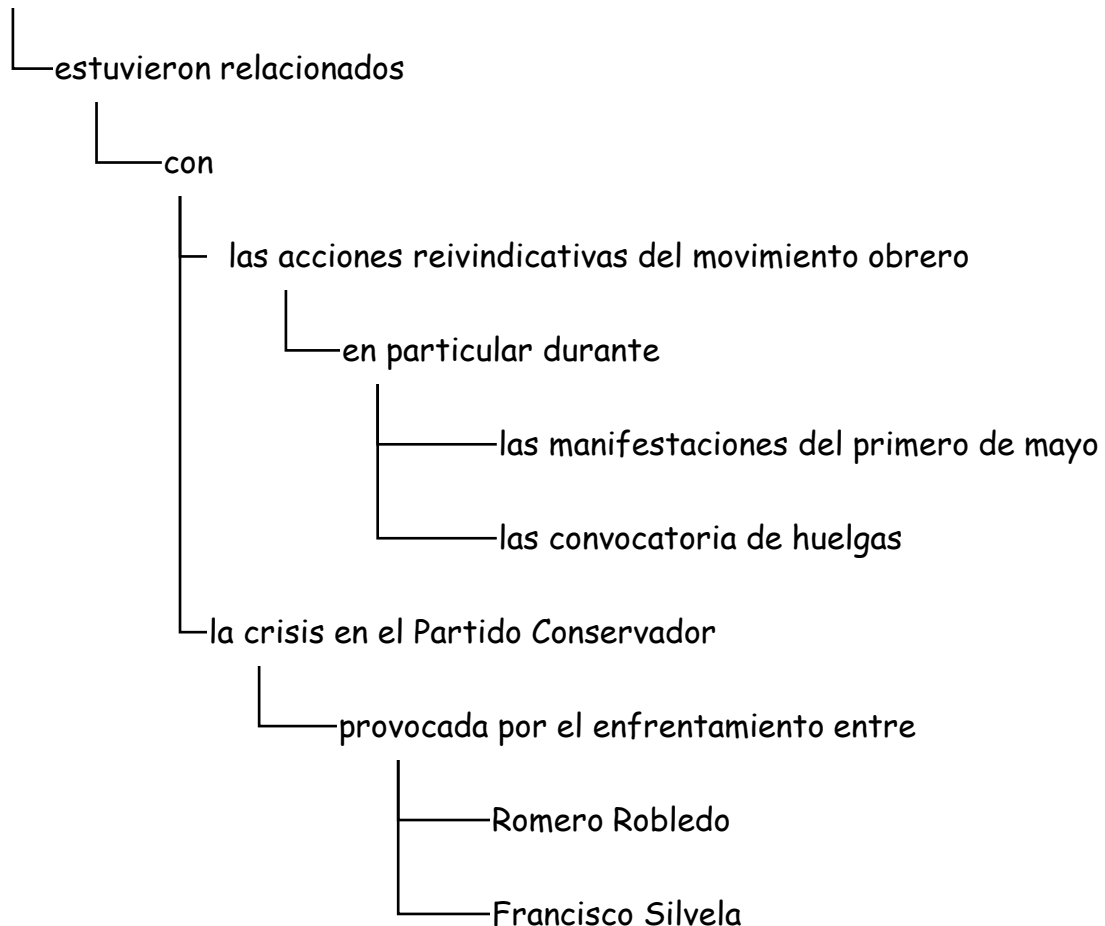 estuvieron relacionados
con
las acciones reivindicativas del movimiento obrero
en particular durante
las manifestaciones del primero de mayo
las convocatoria de huelgas
la crisis en el Partido Conservador
provocada por el enfrentamiento entre
Romero Robledo
Francisco Silvela